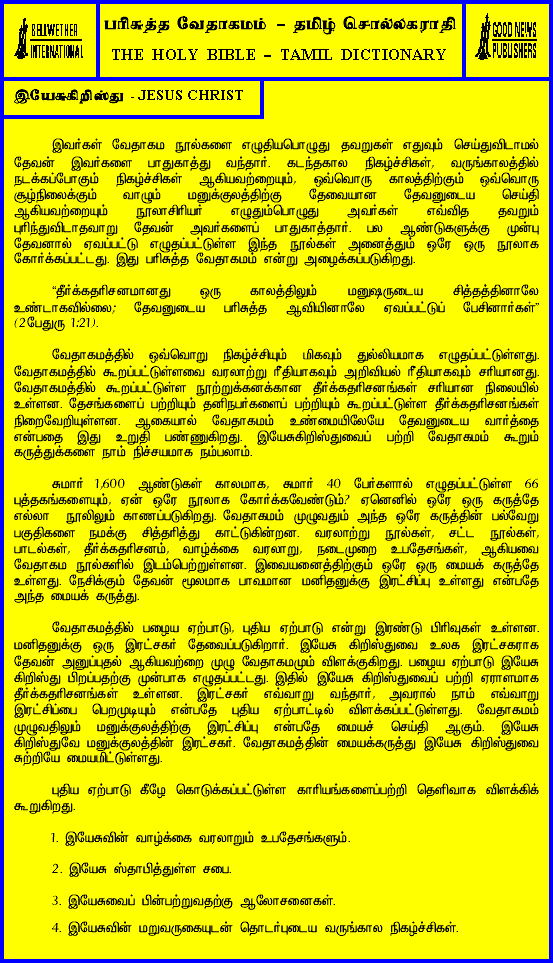 BELLWETHER
INTERNATIONAL
பரிசுத்த வேதாகமம் – தமிழ் சொல்லகராதி
THE HOLY BIBLE – TAMIL DICTIONARY
GOOD NEWS
PUBLISHERS
இயேசுகிறிஸ்து - JESUS CHRIST
இவர்கள் வேதாகம நூல்களை எழுதியபொழுது தவறுகள் எதுவும் செய்துவிடாமல்
தேவன் இவர்களை பாதுகாத்து வந்தார். கடந்தகால நிகழ்ச்சிகள், வருங்காலத்தில்
நடக்கப்போகும் நிகழ்ச்சிகள் ஆகியவற்றையும், ஒவ்வொரு காலத்திற்கும் ஒவ்வொரு
சூழ்நிலைக்கும் வாழும் மனுக்குலத்திற்கு தேவையான தேவனுடைய செய்தி
ஆகியவற்றையும் நூலாசிரியர் எழுதும்பொழுது அவர்கள் எவ்வித தவறும்
புரிந்துவிடாதவாறு தேவன் அவர்களைப் பாதுகாத்தார். பல ஆண்டுகளுக்கு முன்பு
தேவனால் ஏவப்பட்டு எழுதப்பட்டுள்ள இந்த நூல்கள் அனைத்தும் ஒரே ஒரு நூலாக
கோர்க்கப்பட்டது. இது பரிசுத்த வேதாகமம் என்று அழைக்கப்படுகிறது.
“தீர்க்கதரிசனமானது ஒரு காலத்திலும் மனுஷருடைய சித்தத்தினாலே
உண்டாகவில்லை; தேவனுடைய பரிசுத்த ஆவியினாலே ஏவப்பட்டுப் பேசினார்கள்”
(2பேதுரு 1:21).
வேதாகமத்தில் ஒவ்வொறு நிகழ்ச்சியும் மிகவும் துல்லியமாக எழுதப்பட்டுள்ளது.
வேதாகமத்தில் கூறப்பட்டுள்ளவை வரலாற்று ரீதியாகவும் அறிவியல் ரீதியாகவும் சரியானது.
வேதாகமத்தில் கூறப்பட்டுள்ள நூற்றுக்கனக்கான தீர்க்கதரிசனங்கள் சரியான நிலையில்
உள்ளன. தேசங்களைப் பற்றியும் தனிநபர்களைப் பற்றியும் கூறப்பட்டுள்ள தீர்க்கதரிசனங்கள்
நிறைவேறியுள்ளன. ஆகையால் வேதாகமம் உண்மையிலேயே தேவனுடைய வார்த்தை
என்பதை இது உறுதி பண்ணுகிறது. இயேசுகிறிஸ்துவைப் பற்றி வேதாகமம் கூறும்
கருத்துக்களை நாம் நிச்சயமாக நம்பலாம்.
சுமார் 1,600 ஆண்டுகள் காலமாக, சுமார் 40 பேர்களால் எழுதப்பட்டுள்ள 66
புத்தகங்களையும், ஏன் ஒரே நூலாக கோர்க்கவேண்டும்? ஏனெனில் ஒரே ஒரு கருத்தே
எல்லா நூலிலும் காணப்படுகிறது. வேதாகமம் முழுவதும் அந்த ஒரே கருத்தின் பல்வேறு
பகுதிகளை நமக்கு சித்தரித்து காட்டுகின்றன. வரலாற்று நூல்கள், சட்ட நூல்கள்,
பாடல்கள், தீர்க்கதரிசனம், வாழ்க்கை வரலாறு, நடைமுறை உபதேசங்கள், ஆகியவை
வேதாகம நூல்களில் இடம்பெற்றுள்ளன. இவையனைத்திற்கும் ஒரே ஒரு மையக் கருத்தே
உள்ளது. நேசிக்கும் தேவன் மூலமாக பாவமான மனிதனுக்கு இரட்சிப்பு உள்ளது என்பதே
அந்த மையக் கருத்து.
வேதாகமத்தில் பழைய ஏற்பாடு, புதிய ஏற்பாடு என்று இரண்டு பிரிவுகள் உள்ளன.
மனிதனுக்கு ஒரு இரட்சகர் தேவைப்படுகிறார். இயேசு கிறிஸ்துவை உலக இரட்சகராக
தேவன் அனுப்புதல் ஆகியவற்றை முழு வேதாகமமும் விளக்குகிறது. பழைய ஏற்பாடு இயேசு
கிறிஸ்து பிறப்பதற்கு முன்பாக எழுதப்பட்டது. இதில் இயேசு கிறிஸ்துவைப் பற்றி ஏராளமாக
தீர்க்கதரிசனங்கள் உள்ளன. இரட்சகர் எவ்வாறு வந்தார், அவரால் நாம் எவ்வாறு
இரட்சிப்பை பெறமுடியும் என்பதே புதிய ஏற்பாட்டில் விளக்கப்பட்டுள்ளது. வேதாகமம்
முழுவதிலும் மனுக்குலத்திற்கு இரட்சிப்பு என்பதே மையச் செய்தி ஆகும். இயேசு
கிறிஸ்துவே மனுக்குலத்தின் இரட்சகர். வேதாகமத்தின் மையக்கருத்து இயேசு கிறிஸ்துவை
சுற்றியே மையமிட்டுள்ளது.
புதிய ஏற்பாடு கீழே கொடுக்கப்பட்டுள்ள காரியங்களைப்பற்றி தெளிவாக விளக்கிக்
கூறுகிறது.
1. இயேசுவின் வாழ்க்கை வரலாறும் உபதேசங்களும்.
2. இயேசு ஸ்தாபித்துள்ள சபை.
3. இயேசுவைப் பின்பற்றுவதற்கு ஆலோசனைகள்.
4. இயேசுவின் மறுவருகையுடன் தொடர்புடைய வருங்கால நிகழ்ச்சிகள்.